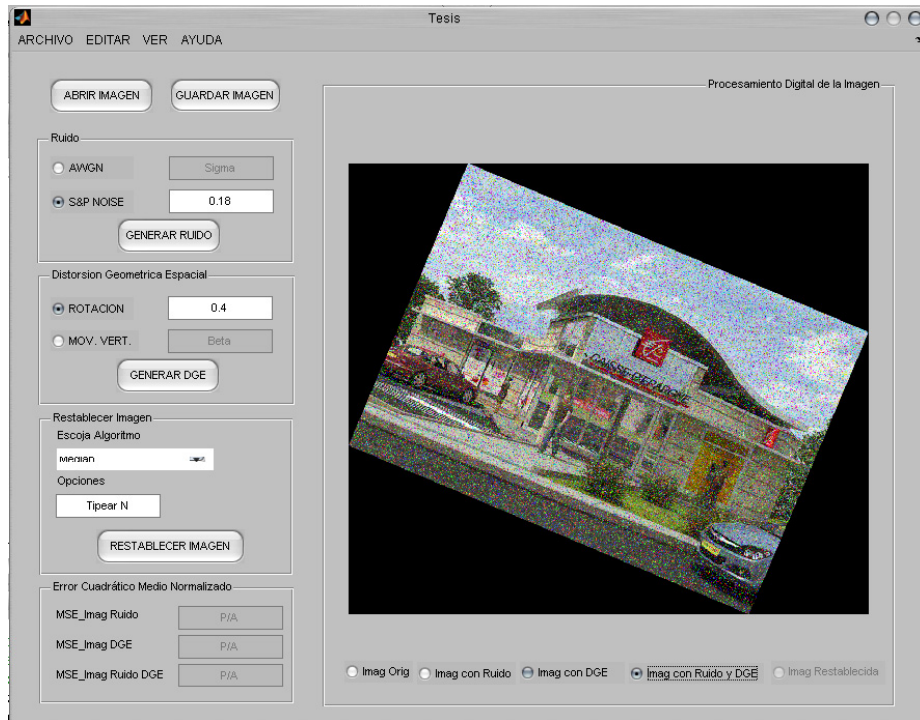 Tesis
ARCHIVO EDITAR VER AYUDA
ABRIR IMAGEN GUARDAR IMAGEN
Procesamiento Digital de la Imagen
Ruido
AWGN Sigma
S&P NOISE 0.18
GENERAR RUIDO
Distorsion Geometrica Espacial
ROTACION 0.4
MOV. VERT. Beta
GENERAR DGE
Restablecer Imagen
Escoja Algoritmo
Median
Opciones
Tipear N
RESTABLECER IMAGEN
Error Cuadrático Medio Normalizado
MSE_Imag Ruido P/A
MSE_Imag DGE P/A
MSE_Imag Ruido DGE P/A
CAISSE D'EPARGNE
Imag Orig Imag con Ruido Imag con DGE Imag con Ruido y DGE Imag Restablecida